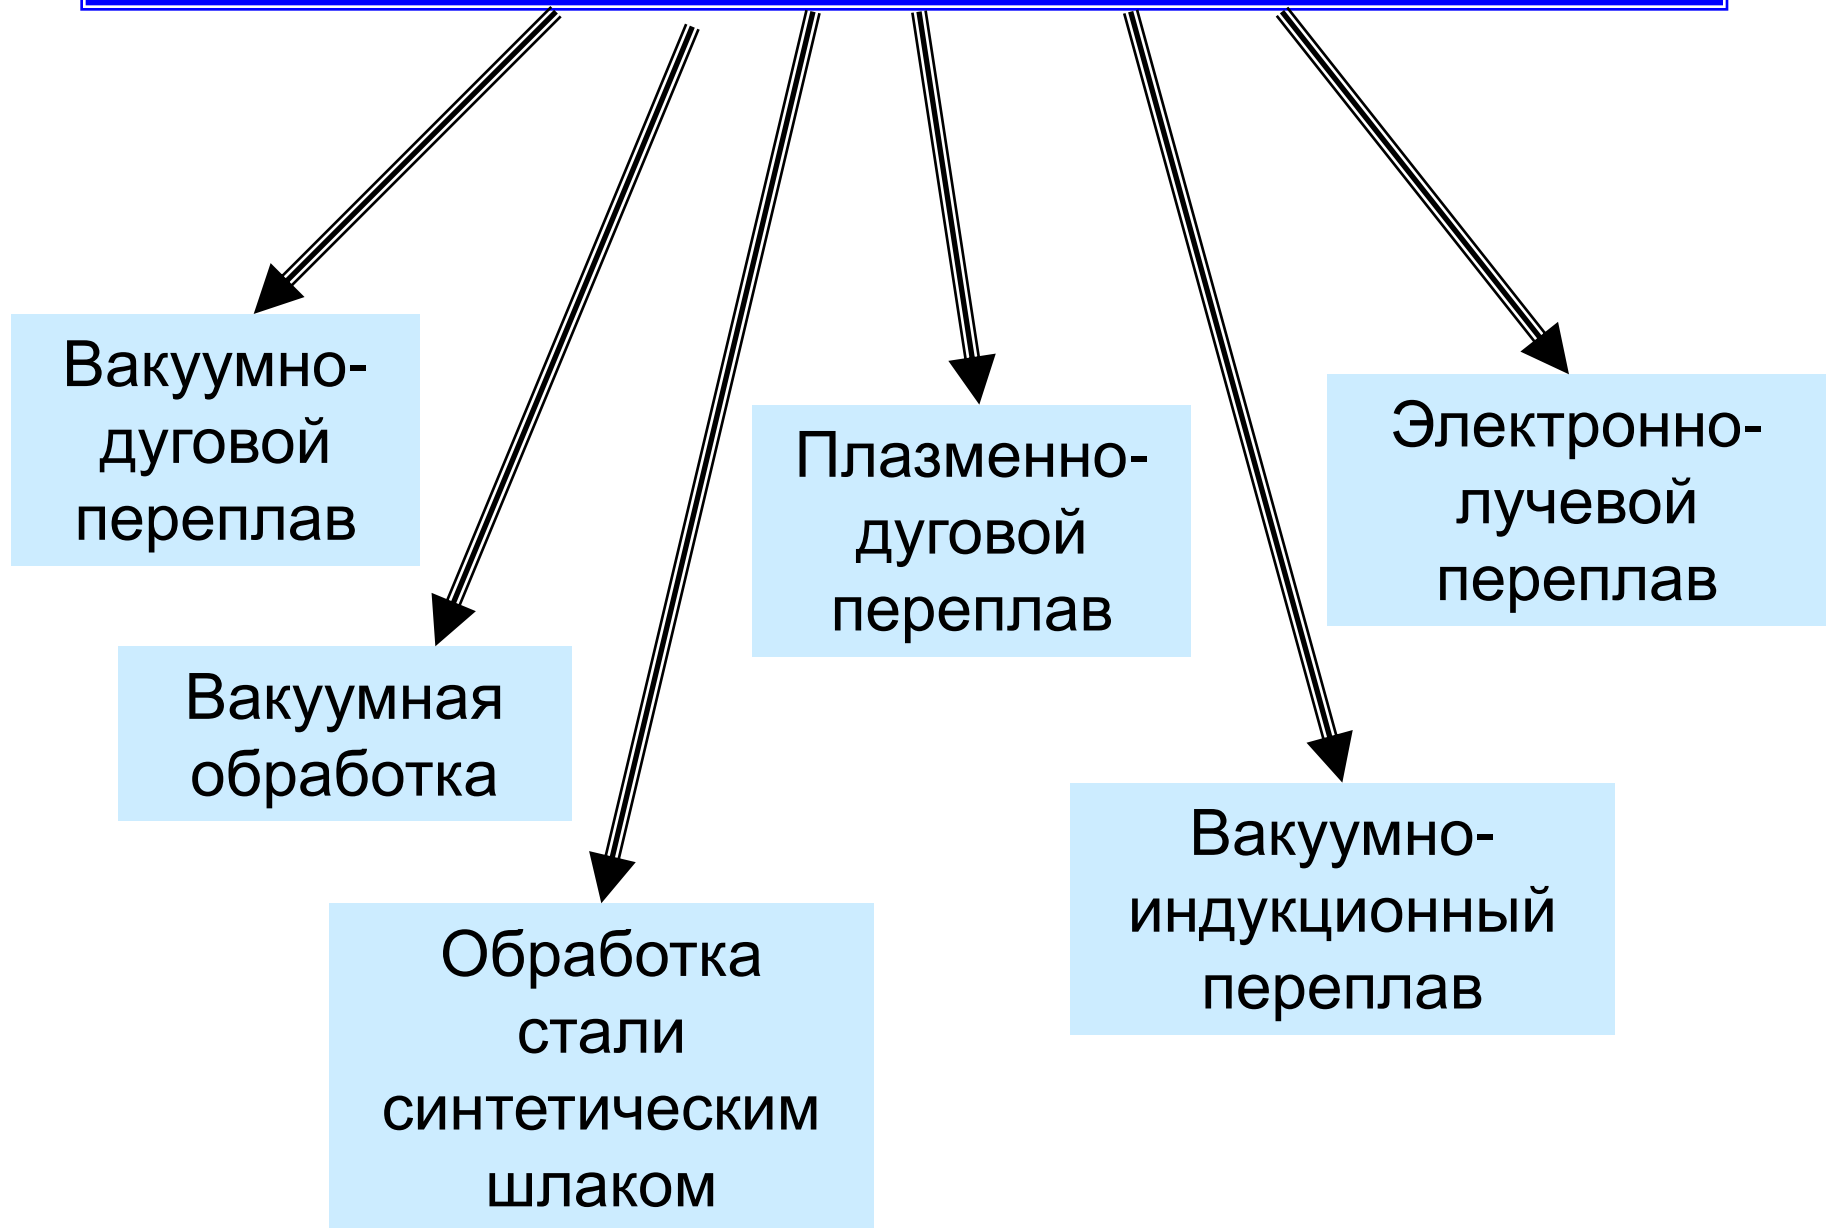 Вакуумно-
дуговой
переплав
Вакуумная
обработка
Обработка
стали
синтетическим
шлаком
Плазменно-
дуговой
переплав
Вакуумно-
индукционный
переплав
Электронно-
лучевой
переплав